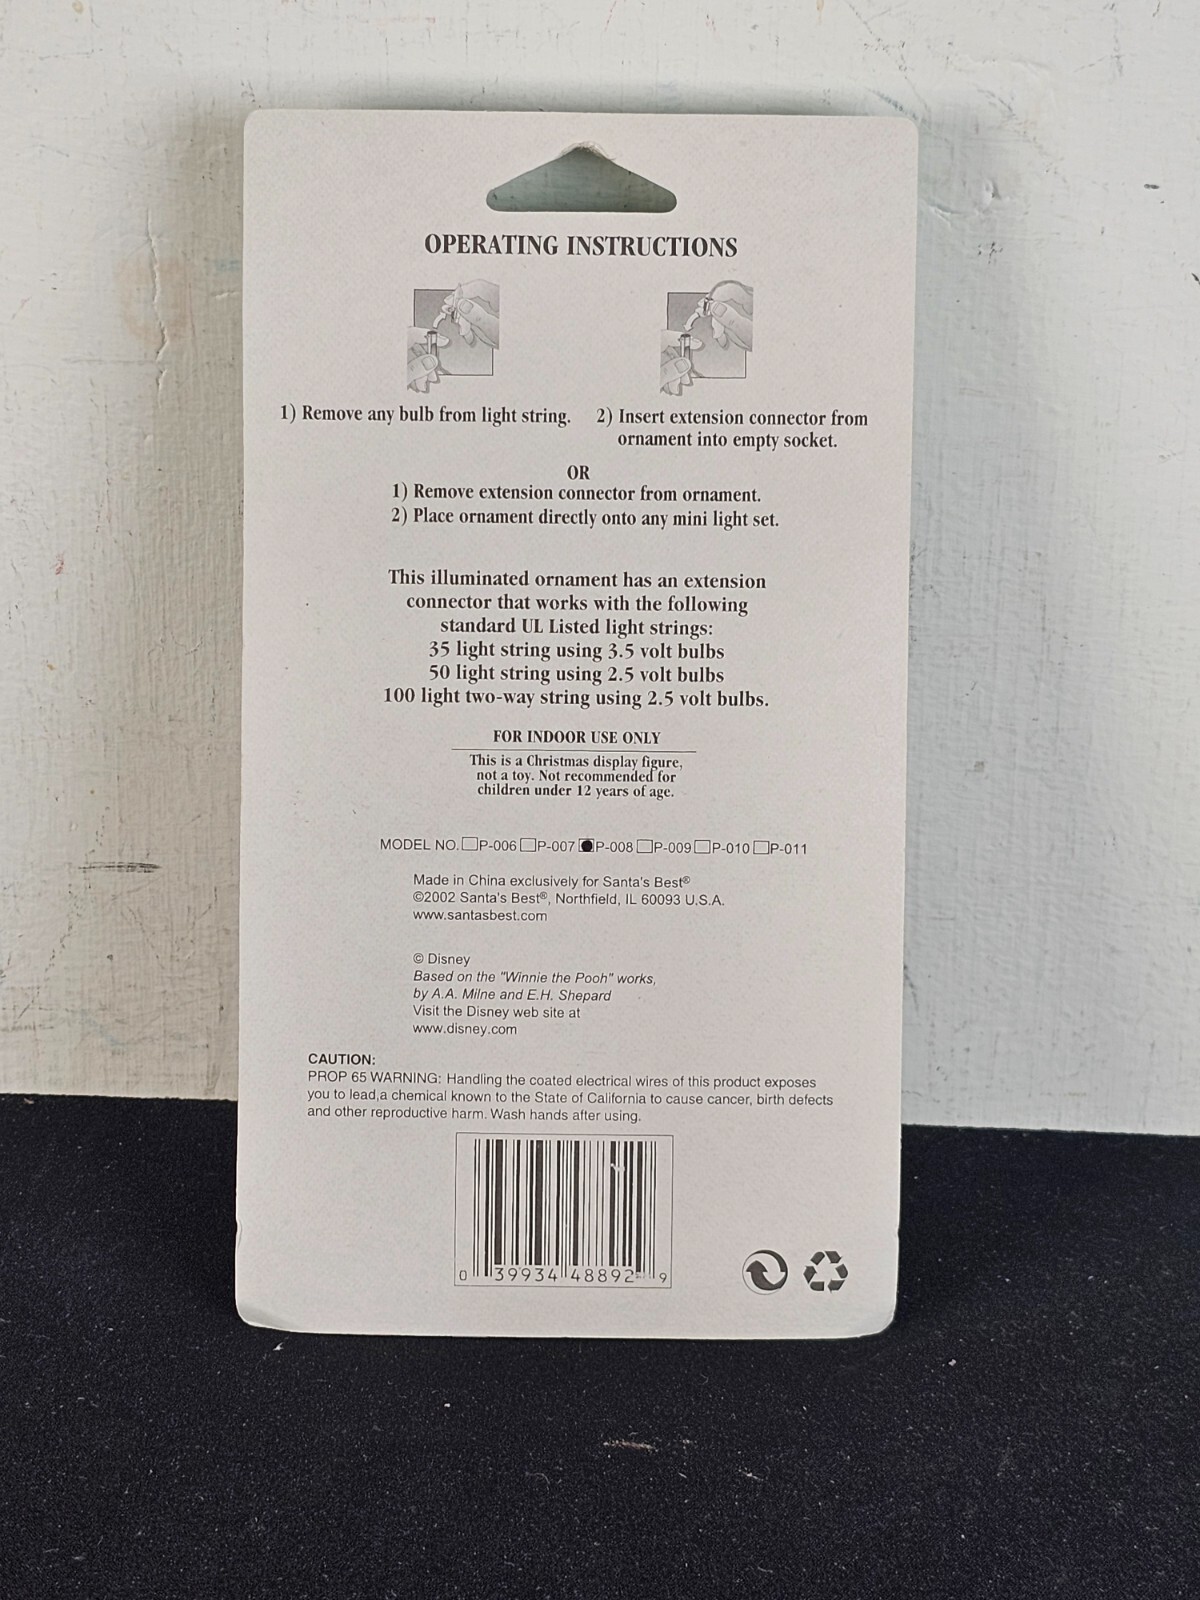 OPERATING INSTRUCTIONS
1) Remove any bulb from light string.
2) Insert extension connector from
ornament into empty socket.
OR
1) Remove extension connector from ornament.
2) Place ornament directly onto any mini light set.
This illuminated ornament has an extension
connector that works with the following
standard UL Listed light strings:
35 light string using 3.5 volt bulbs
50 light string using 2.5 volt bulbs
100 light two-way string using 2.5 volt bulbs.
FOR INDOOR USE ONLY
This is a Christmas display figure,
not a toy. Not recommended for
children under 12 years of age.
MODEL NO. P-006 P-007 P-008 P-009 P-010 P-011
Made in China exclusively for Santa's Best®
©2002 Santa's Best®, Northfield, IL 60093 U.S.A.
www.santasbest.com
© Disney
Based on the "Winnie the Pooh" works,
by A.A. Milne and E.H. Shepard
Visit the Disney web site at
www.disney.com
CAUTION:
PROP 65 WARNING: Handling the coated electrical wires of this product exposes
you to lead,a chemical known to the State of California to cause cancer, birth defects
and other reproductive harm. Wash hands after using.
0 39934 48892 9